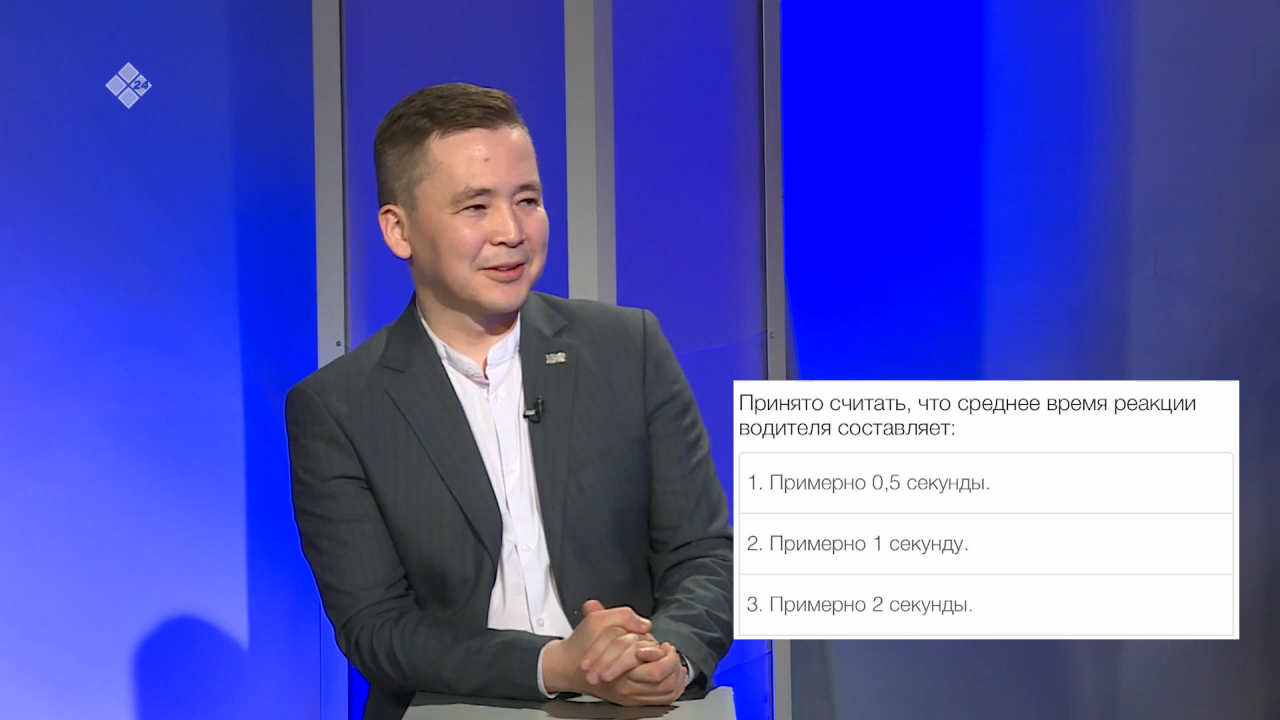 24
Принято считать, что среднее время реакции
водителя составляет:
1. Примерно 0,5 секунды.
2. Примерно 1 секунду.
3. Примерно 2 секунды.